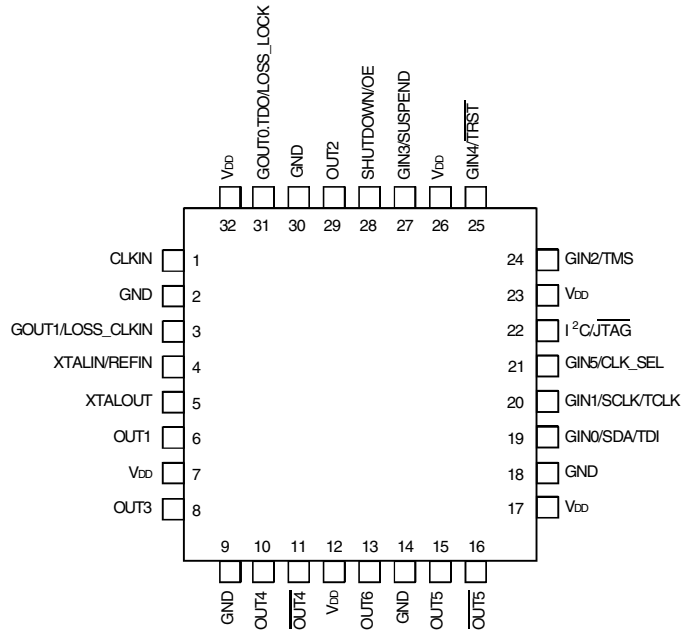 VDD
GOUT0.TDO/LOSS_LOCK
GND
OUT2
SHUTDOWN/OE
GIN3/SUSPEND
VDD
GIN4/TRST
32 31 30 29 28 27 26 25
CLKIN 1
GND 2
GOUT1/LOSS_CLKIN 3
XTALIN/REFIN 4
XTALOUT 5
OUT1 6
VDD 7
OUT3 8
24 GIN2/TMS
23 VDD
22 I²C/JTAG
21 GIN5/CLK_SEL
20 GIN1/SCLK/TCLK
19 GIN0/SDA/TDI
18 GND
17 VDD
9 10 11 12 13 14 15 16
GND
OUT4
OUT4
VDD
OUT6
GND
OUT5
OUT5